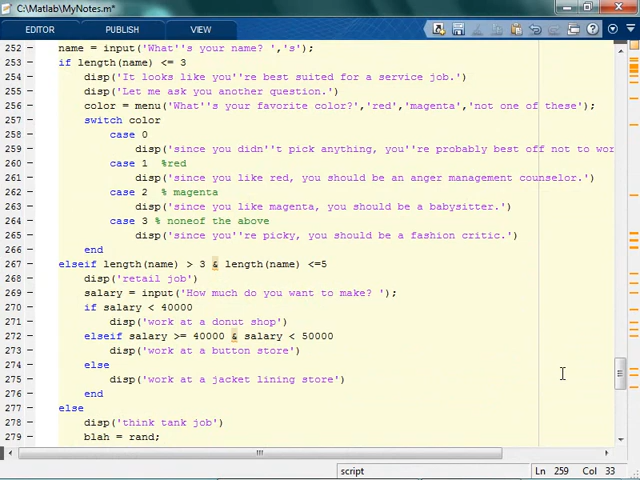 C:\Matlab\MyNotes.m*
EDITOR PUBLISH VIEW
252 name = input('What''s your name? ','s');
253 if length(name) <= 3
254 disp('It looks like you''re best suited for a service job.')
255 disp('Let me ask you another question.')
256 color = menu('What''s your favorite color?','red','magenta','not one of these');
257 switch color
258 case 0
259 disp('since you didn''t pick anything, you''re probably best off not to wor
260 case 1 %red
261 disp('since you like red, you should be an anger management counselor.')
262 case 2 % magenta
263 disp('since you like magenta, you should be a babysitter.')
264 case 3 % noneof the above
265 disp('since you''re picky, you should be a fashion critic.')
266 end
267 elseif length(name) > 3 & length(name) <=5
268 disp('retail job')
269 salary = input('How much do you want to make? ');
270 if salary < 40000
271 disp('work at a donut shop')
272 elseif salary >= 40000 & salary < 50000
273 disp('work at a button store')
274 else
275 disp('work at a jacket lining store')
276 end
277 else
278 disp('think tank job')
279 blah = rand;
script Ln 259 Col 33